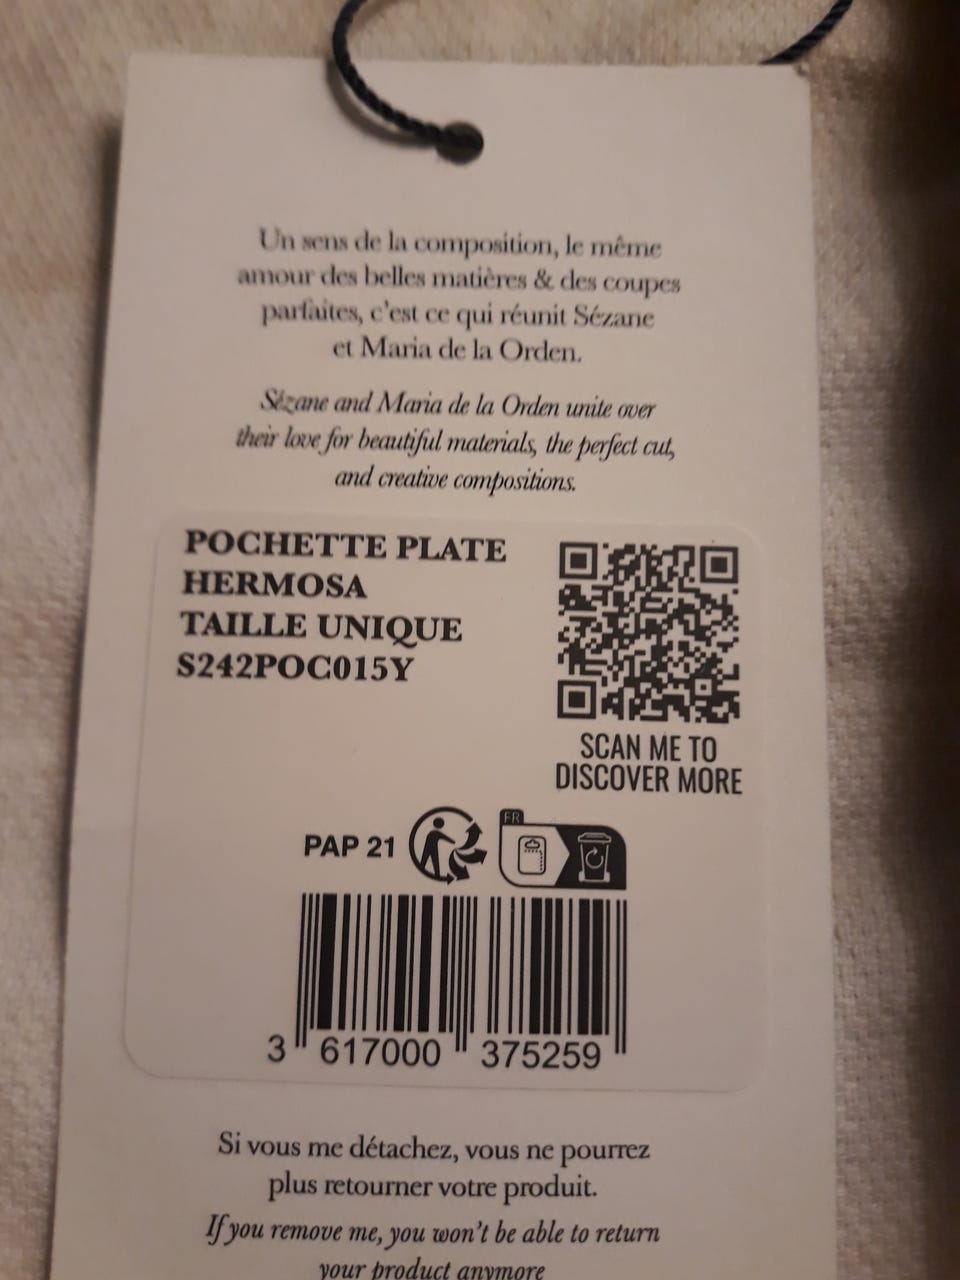 Un sens de la composition, le même
amour des belles matières & des coupes
parfaites, c'est ce qui réunit Sézane
et Maria de la Orden.
Sézane and Maria de la Orden unite over
their love for beautiful materials, the perfect cut,
and creative compositions.
POCHETTE PLATE
HERMOSA
TAILLE UNIQUE
S242POC015Y
SCAN ME TO
DISCOVER MORE
PAP 21
FR
3 617000 375259
Si vous me détachez, vous ne pourrez
plus retourner votre produit.
If you remove me, you won't be able to return
your product anymore